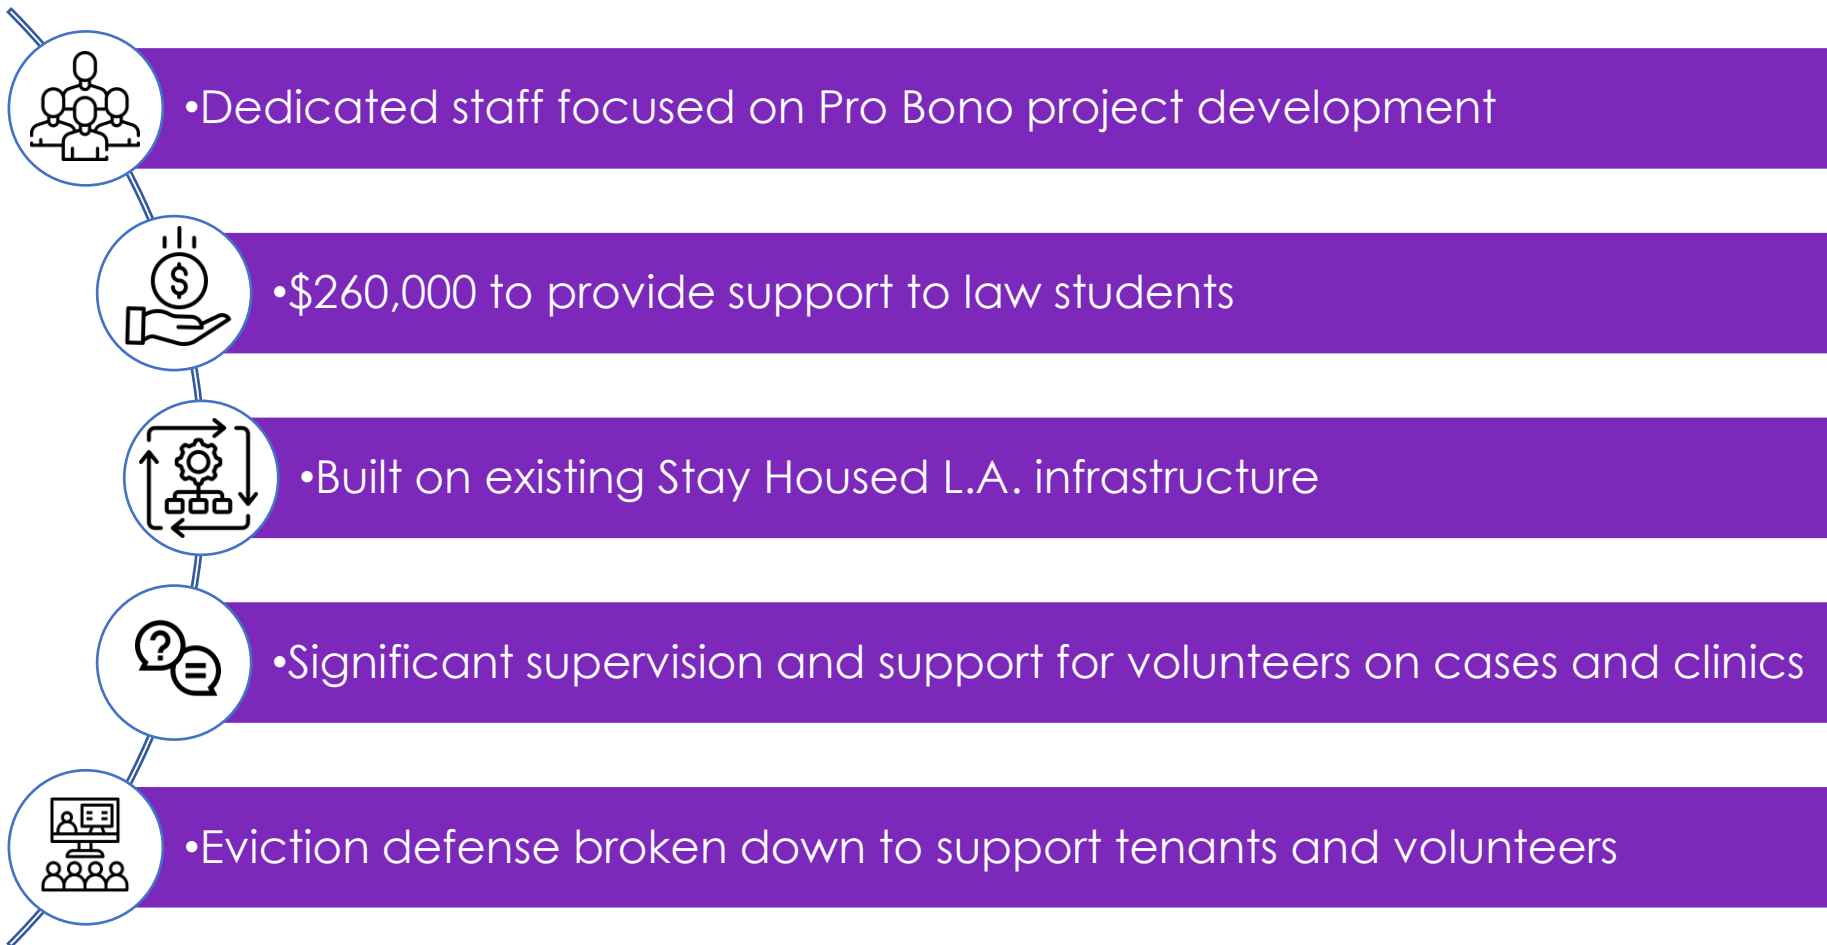 •Dedicated staff focused on Pro Bono project development
$
•$260,000 to provide support to law students
•Built on existing Stay Housed L.A. infrastructure
?
•Significant supervision and support for volunteers on cases and clinics
•Eviction defense broken down to support tenants and volunteers